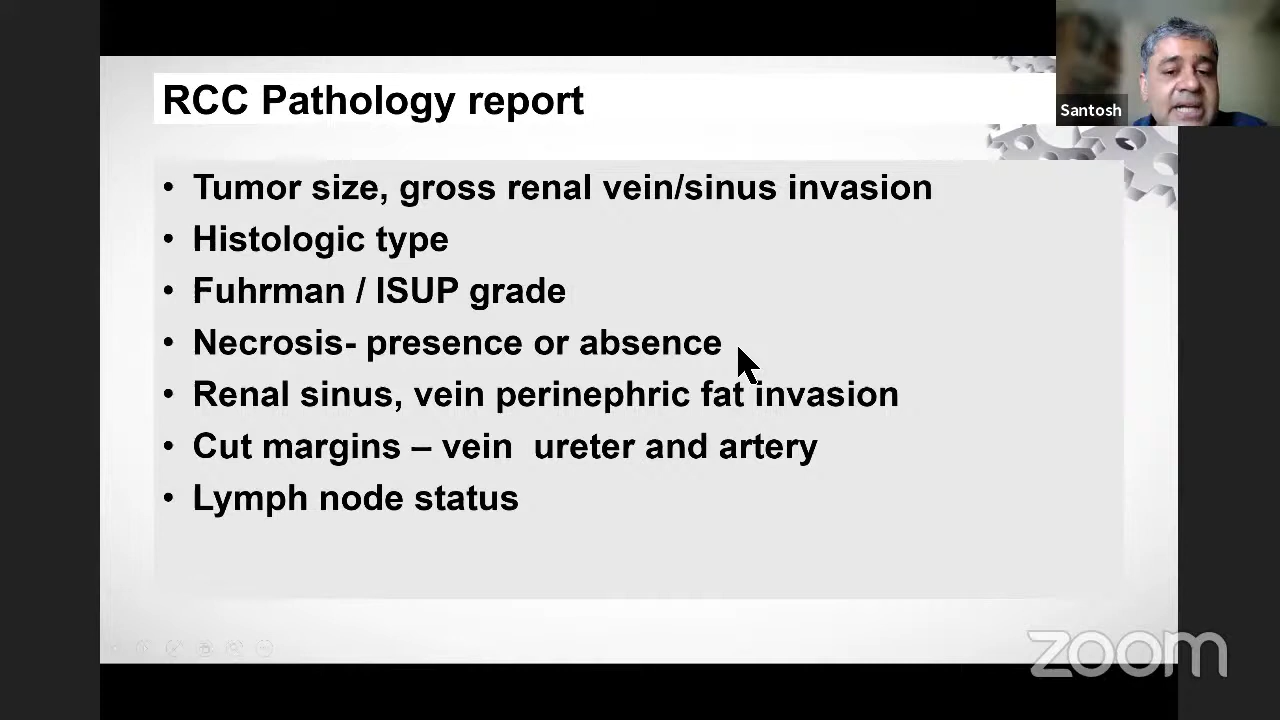 RCC Pathology report
Santosh
• Tumor size, gross renal vein/sinus invasion
• Histologic type
• Fuhrman / ISUP grade
• Necrosis- presence or absence
• Renal sinus, vein perinephric fat invasion
• Cut margins – vein  ureter and artery
• Lymph node status
zoom